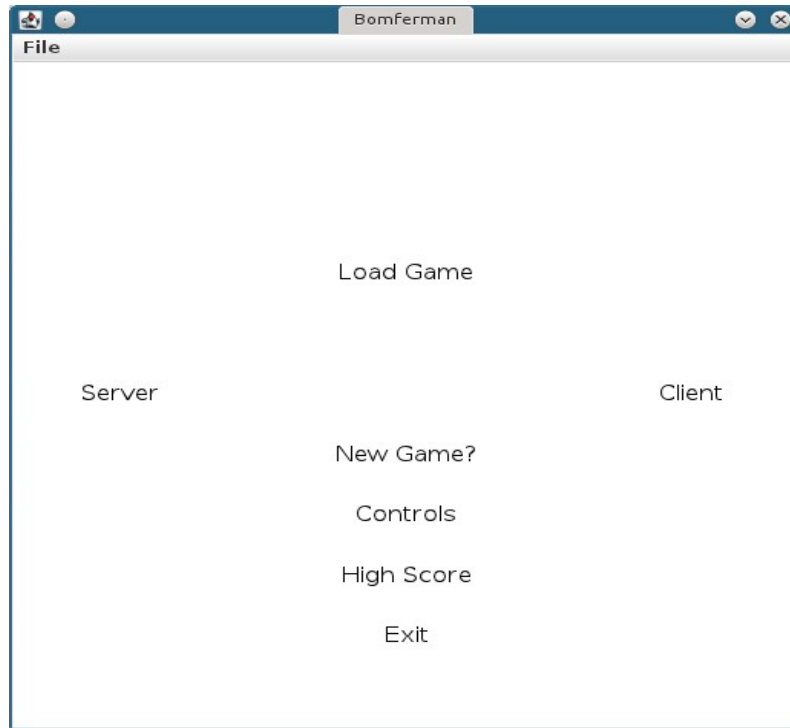 Bomferman
File
Load Game
Server Client
New Game?
Controls
High Score
Exit